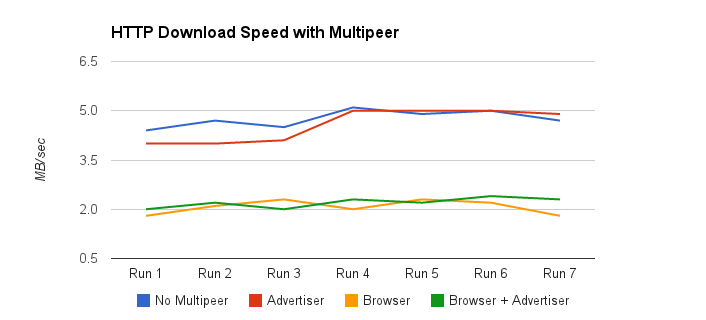 HTTP Download Speed with Multipeer
6.5
5.0
3.5
2.0
0.5
MB/sec
Run 1 Run 2 Run 3 Run 4 Run 5 Run 6 Run 7
No Multipeer Advertiser Browser Browser + Advertiser